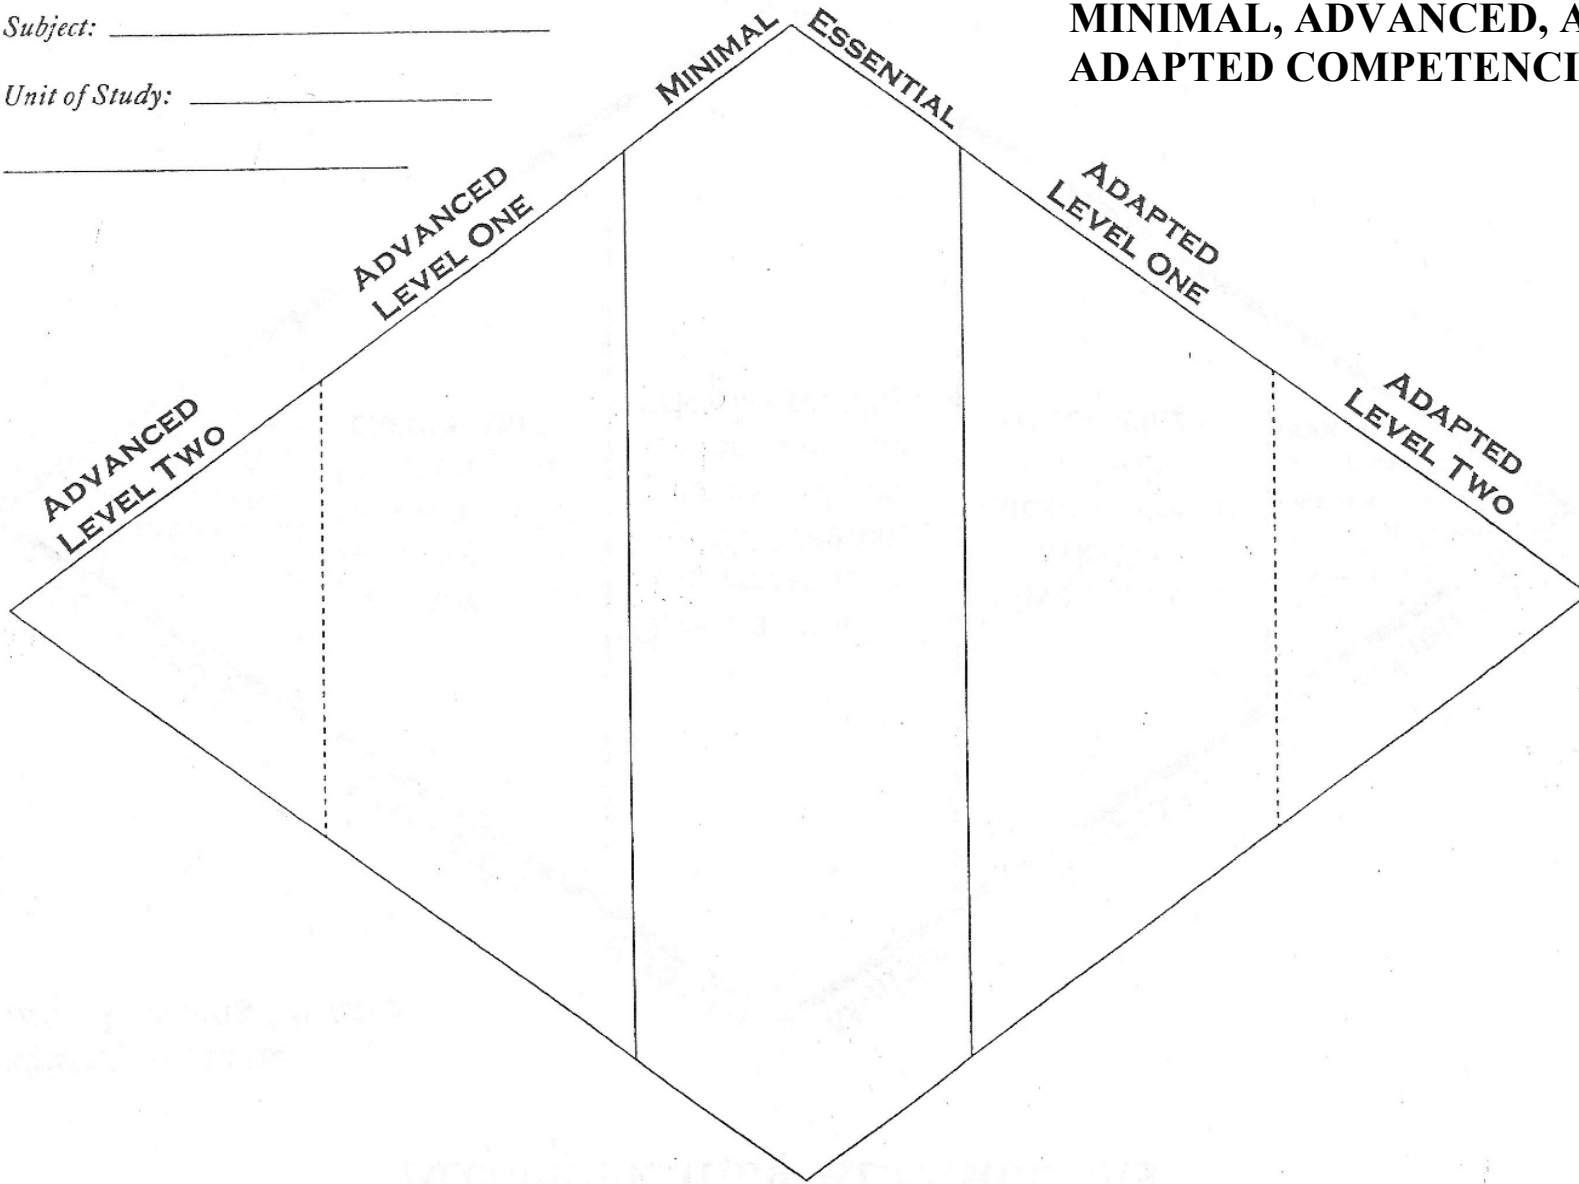 Subject:
Unit of Study:
MINIMAL, ADVANCED, A
ADAPTED COMPETENCI
MINIMAL
ESSENTIAL
ADVANCED
LEVEL ONE
ADAPTED
LEVEL ONE
ADVANCED
LEVEL TWO
ADAPTED
LEVEL TWO